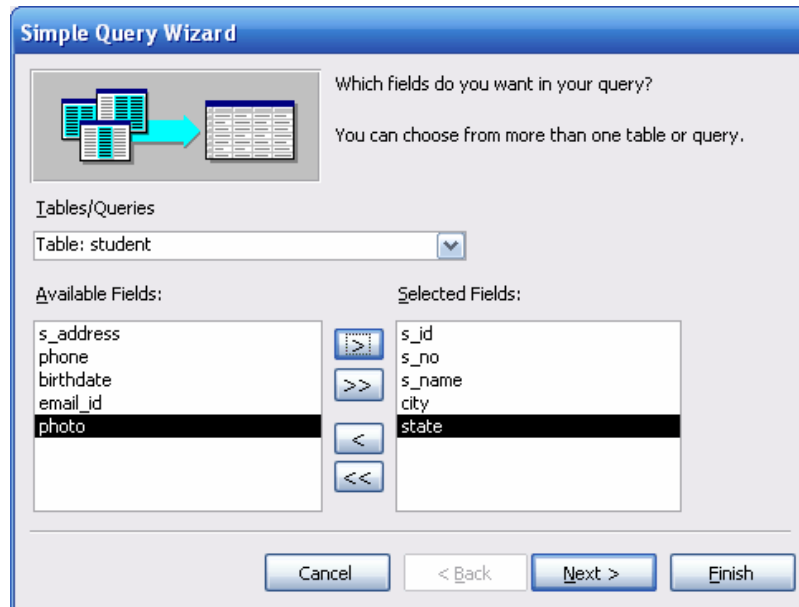 Simple Query Wizard
Which fields do you want in your query?
You can choose from more than one table or query.
Tables/Queries
Table: student
Available Fields:
Selected Fields:
s_address
phone
birthdate
email_id
photo
>
>>
<
<<
s_id
s_no
s_name
city
state
Cancel
< Back
Next >
Finish